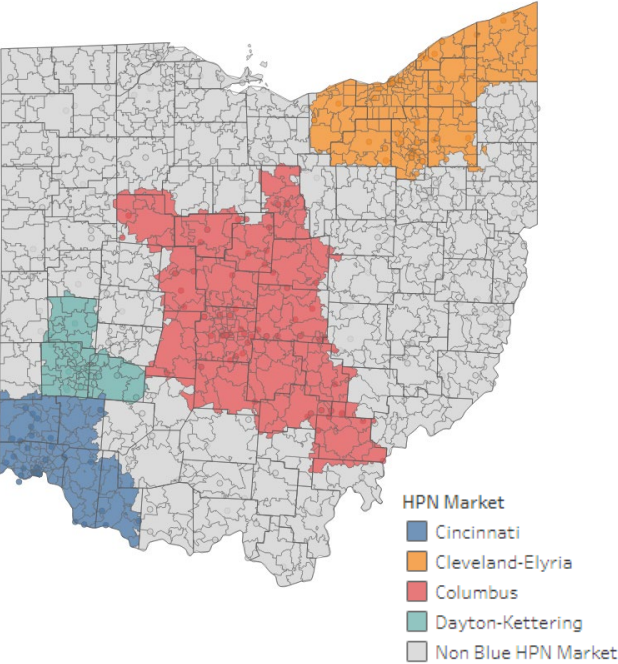 HPN Market
Cincinnati
Cleveland-Elyria
Columbus
Dayton-Kettering
Non Blue HPN Market